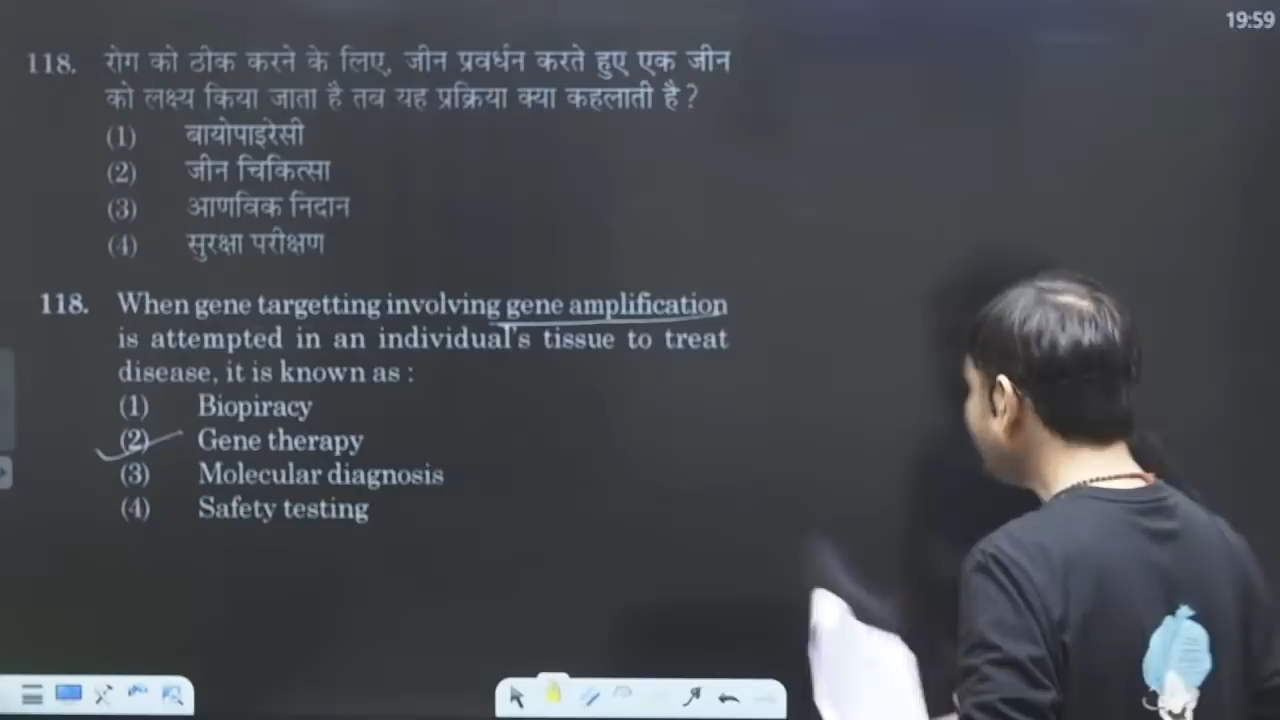 19:59
118. रोग को ठीक करने के लिए, जीन प्रवर्धन करते हुए एक जीन
को लक्ष्य किया जाता है तब यह प्रक्रिया क्या कहलाती है ?
(1) बायोपाइरेसी
(2) जीन चिकित्सा
(3) आणविक निदान
(4) सुरक्षा परीक्षण
118. When gene targetting involving gene amplification
is attempted in an individual's tissue to treat
disease, it is known as :
(1) Biopiracy
(2) Gene therapy
(3) Molecular diagnosis
(4) Safety testing